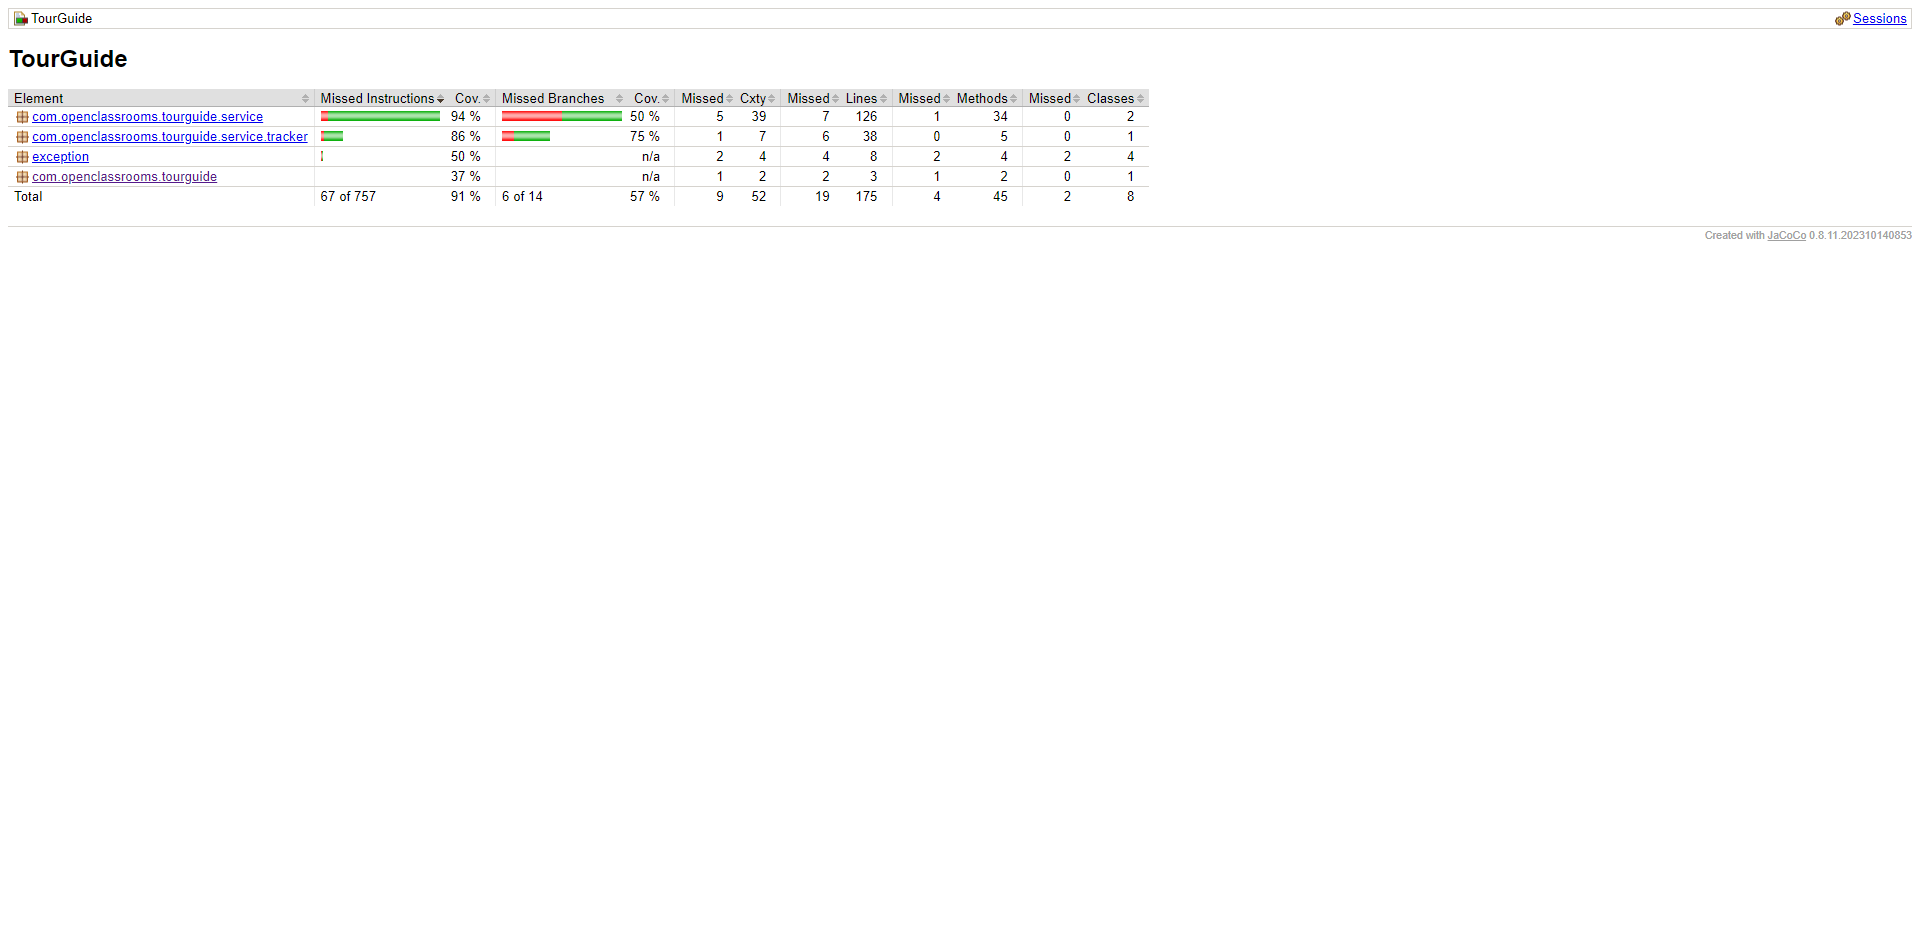 TourGuide Sessions
TourGuide
Element Missed Instructions Cov. Missed Branches Cov. Missed Cxty Missed Lines Missed Methods Missed Classes
com.openclassrooms.tourguide.service 94 % 50 % 5 39 7 126 1 34 0 2
com.openclassrooms.tourguide.service.tracker 86 % 75 % 1 7 6 38 0 5 0 1
exception 50 % n/a 2 4 4 8 2 4 2 4
com.openclassrooms.tourguide 37 % n/a 1 2 2 3 1 2 0 1
Total 67 of 757 91 % 6 of 14 57 % 9 52 19 175 4 45 2 8
Created with JaCoCo 0.8.11.202310140853